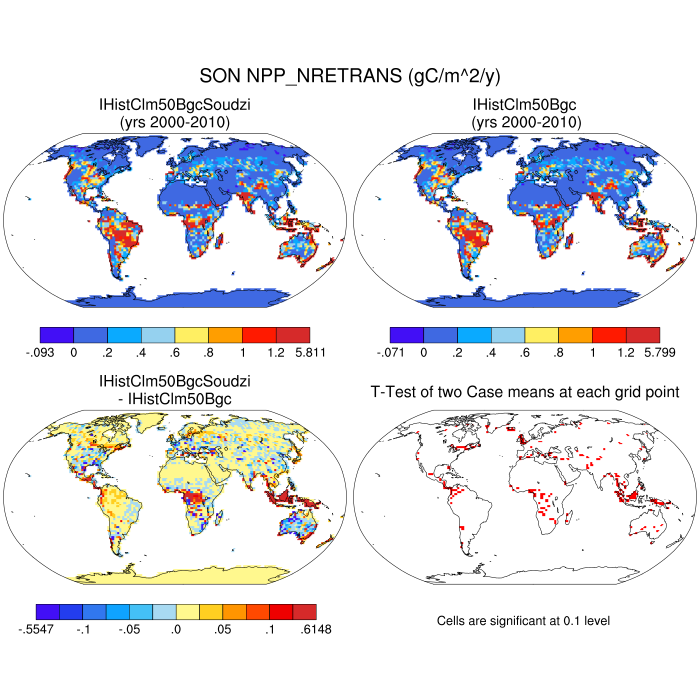 SON NPP_NRETRANS (gC/m^2/y)
IHistClm50BgcSoudzi
(yrs 2000-2010)
IHistClm50Bgc
(yrs 2000-2010)
-.093 0 .2 .4 .6 .8 1 1.2 5.811
-.071 0 .2 .4 .6 .8 1 1.2 5.799
IHistClm50BgcSoudzi
- IHistClm50Bgc
T-Test of two Case means at each grid point
-.5547 -.1 -.05 .0 .05 .1 .6148
Cells are significant at 0.1 level